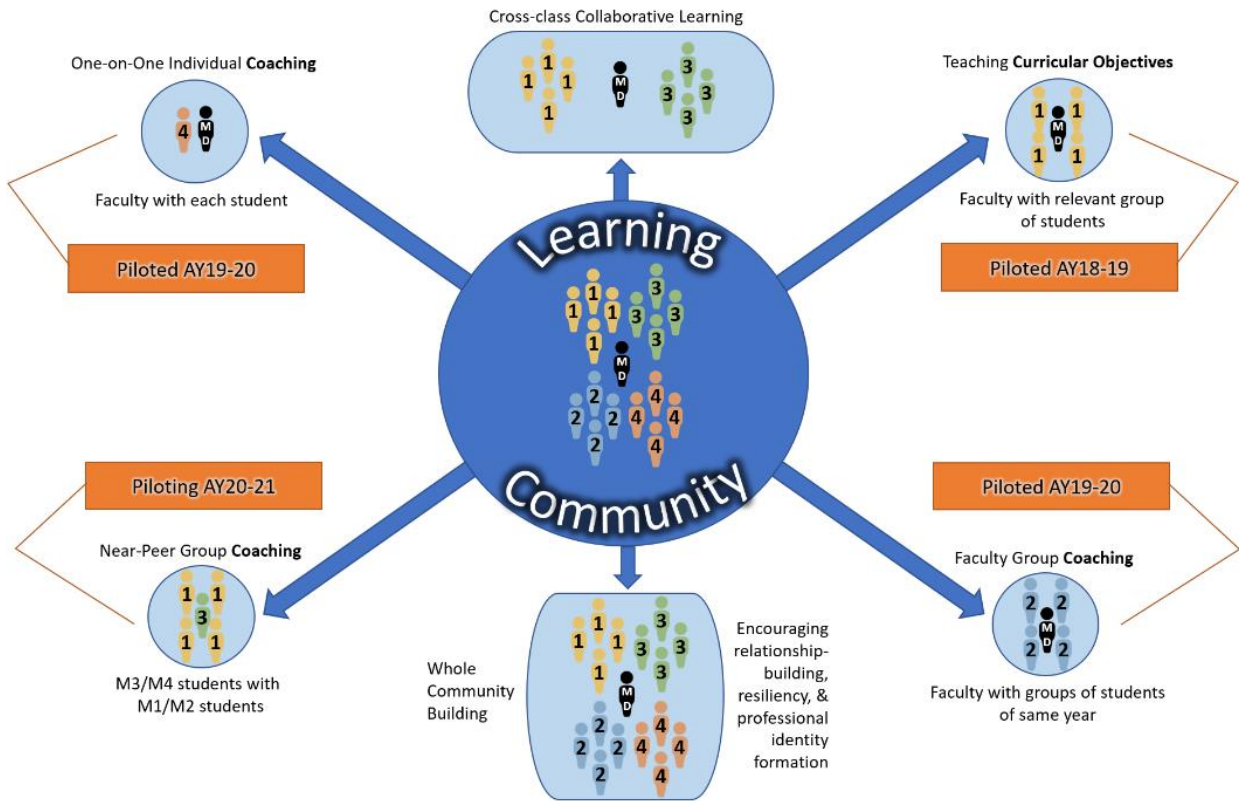 Cross-class Collaborative Learning
1
1
1
1
M
D
3
3
3
3
One-on-One Individual Coaching
4
M
D
Faculty with each student
Piloted AY19-20
Teaching Curricular Objectives
1
1
M
D
1
1
Faculty with relevant group
of students
Piloted AY18-19
Learning
1
1
1
1
3
3
3
3
M
D
2
2
2
2
4
4
4
4
Community
Piloting AY20-21
Near-Peer Group Coaching
1
1
3
1
1
M3/M4 students with
M1/M2 students
Whole
Community
Building
1
1
1
1
3
3
3
3
M
D
2
2
2
2
4
4
4
4
Encouraging
relationship-
building,
resiliency, &
professional
identity
formation
Piloted AY19-20
Faculty Group Coaching
2
2
M
D
2
2
Faculty with groups of students
of same year